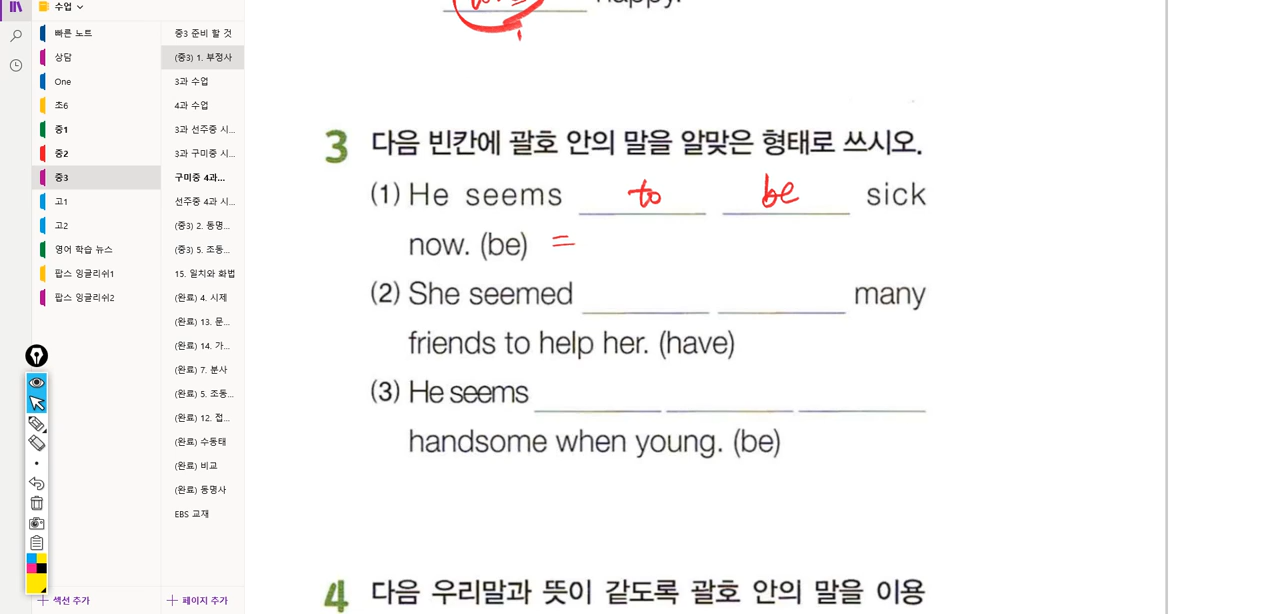 수업
빠른 노트
상담
One
초6
중1
중2
중3
고1
고2
영어 학습 뉴스
팝스 잉글리쉬1
팝스 잉글리쉬2
섹션 추가
중3 준비 할 것
(중3) 1. 부정사
3과 수업
4과 수업
3과 선주중 시...
3과 구미중 시...
구미중 4과...
선주중 4과 시...
(중3) 2. 동명...
(중3) 5. 조동...
15. 일치와 화법
(완료) 4. 시제
(완료) 13. 문...
(완료) 14. 가...
(완료) 7. 분사
(완료) 5. 조동...
(완료) 12. 접...
(완료) 수동태
(완료) 비교
(완료) 동명사
EBS 교재
페이지 추가
happy.
3 다음 빈칸에 괄호 안의 말을 알맞은 형태로 쓰시오.
(1) He seems to be sick
now. (be) =
(2) She seemed many
friends to help her. (have)
(3) He seems
handsome when young. (be)
4 다음 우리말과 뜻이 같도록 괄호 안의 말을 이용